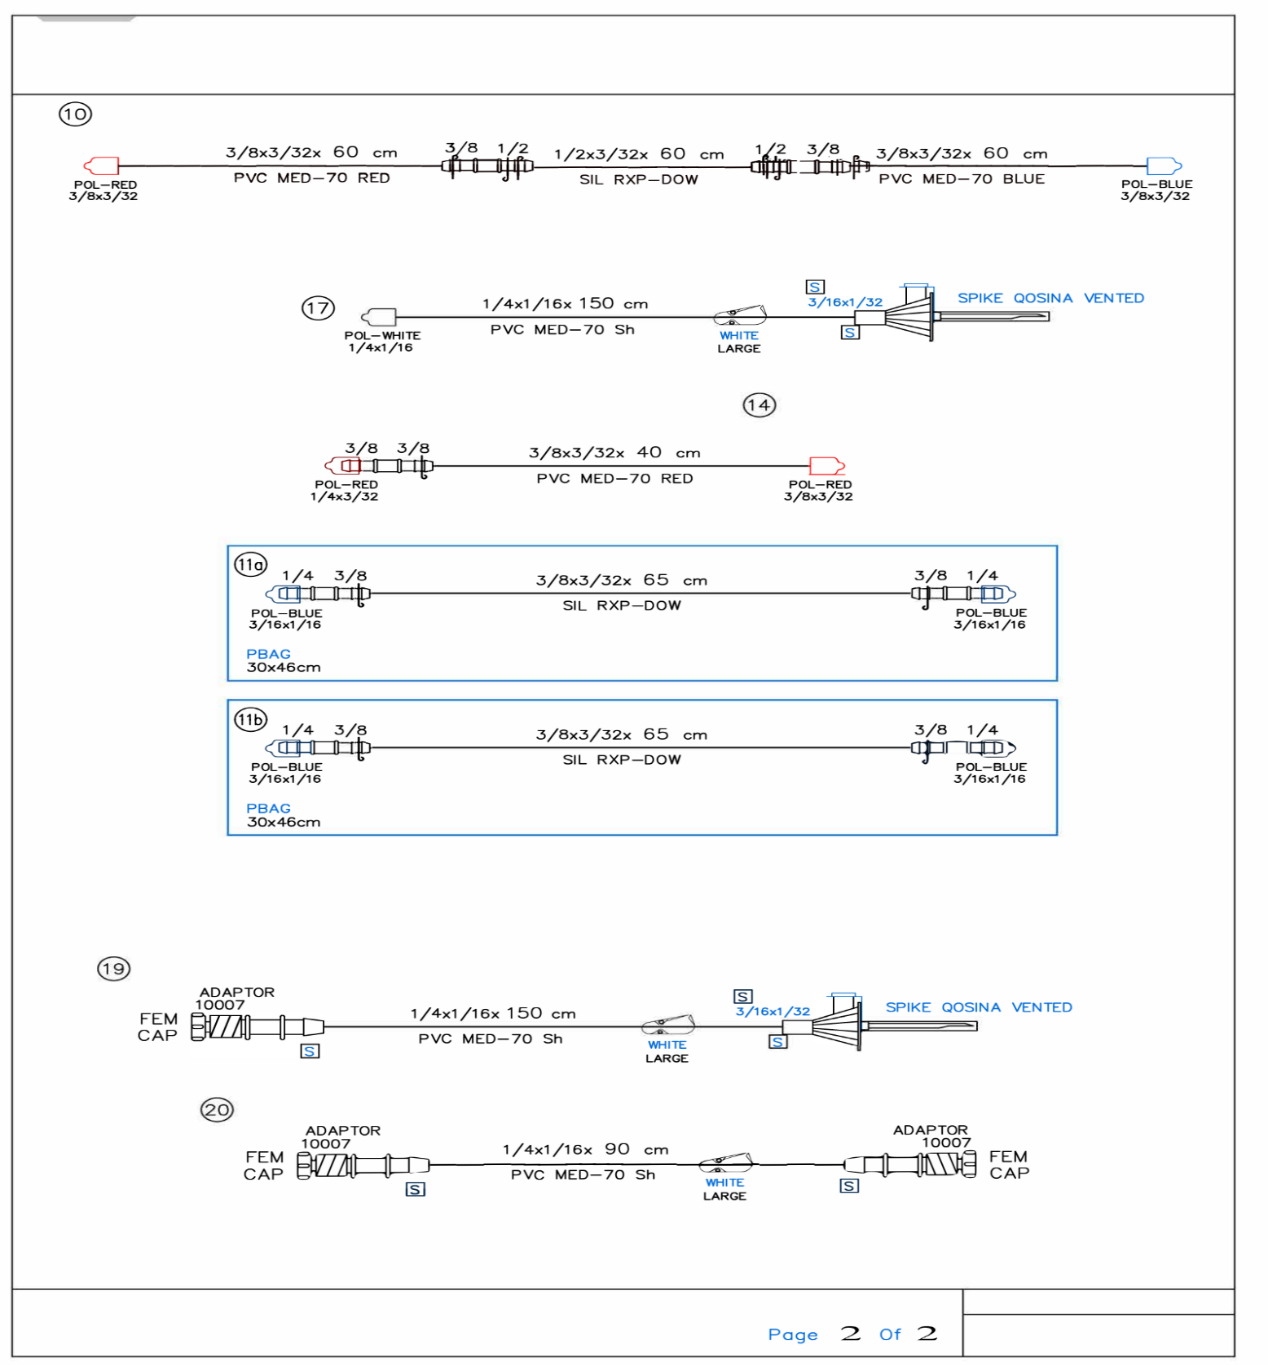 10
3/8x3/32x 60 cm
PVC MED-70 RED
3/8 1/2
1/2x3/32x 60 cm
SIL RXP-DOW
1/2 3/8
3/8x3/32x 60 cm
PVC MED-70 BLUE
POL-RED
3/8x3/32
POL-BLUE
3/8x3/32
17
POL-WHITE
1/4x1/16
1/4x1/16x 150 cm
PVC MED-70 Sh
WHITE
LARGE
S
3/16x1/32
S
SPIKE QOSINA VENTED
14
3/8 3/8
POL-RED
1/4x3/32
3/8x3/32x 40 cm
PVC MED-70 RED
POL-RED
3/8x3/32
11a
1/4 3/8
POL-BLUE
3/16x1/16
3/8x3/32x 65 cm
SIL RXP-DOW
3/8 1/4
POL-BLUE
3/16x1/16
PBAG
30x46cm
11b
1/4 3/8
POL-BLUE
3/16x1/16
3/8x3/32x 65 cm
SIL RXP-DOW
3/8 1/4
POL-BLUE
3/16x1/16
PBAG
30x46cm
19
ADAPTOR
10007
FEM
CAP
S
1/4x1/16x 150 cm
PVC MED-70 Sh
WHITE
LARGE
S
3/16x1/32
S
SPIKE QOSINA VENTED
20
ADAPTOR
10007
FEM
CAP
S
1/4x1/16x 90 cm
PVC MED-70 Sh
WHITE
LARGE
ADAPTOR
10007
S
FEM
CAP
Page 2 Of 2